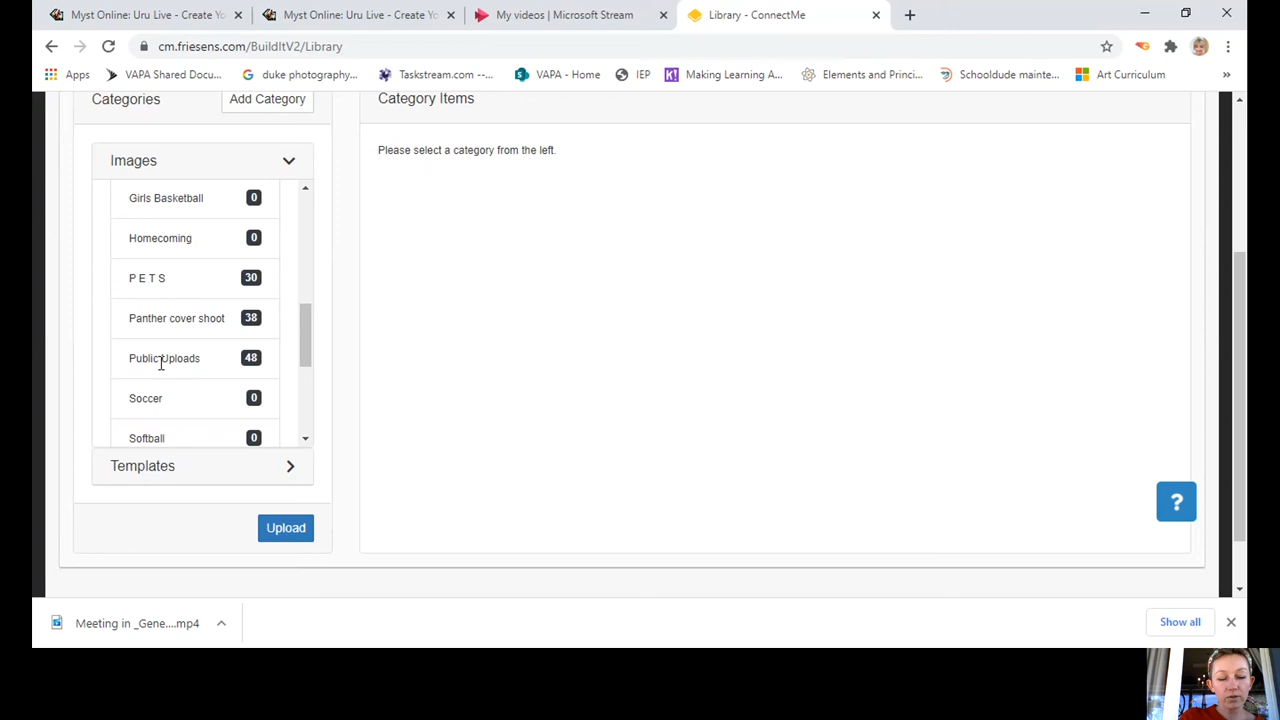 Myst Online: Uru Live - Create Yo
Myst Online: Uru Live - Create Yo
My videos | Microsoft Stream
Library - ConnectMe
cm.friesens.com/BuildItV2/Library
Apps
VAPA Shared Docu...
duke photography...
Taskstream.com --...
VAPA - Home
IEP
Making Learning A...
Elements and Princi...
Schooldude mainte...
Art Curriculum
»
Categories
Add Category
Category Items
Images
Please select a category from the left.
Girls Basketball 0
Homecoming 0
P E T S 30
Panther cover shoot 38
Public Uploads 48
Soccer 0
Softball 0
Templates
?
Upload
Meeting in _Gene....mp4
Show all